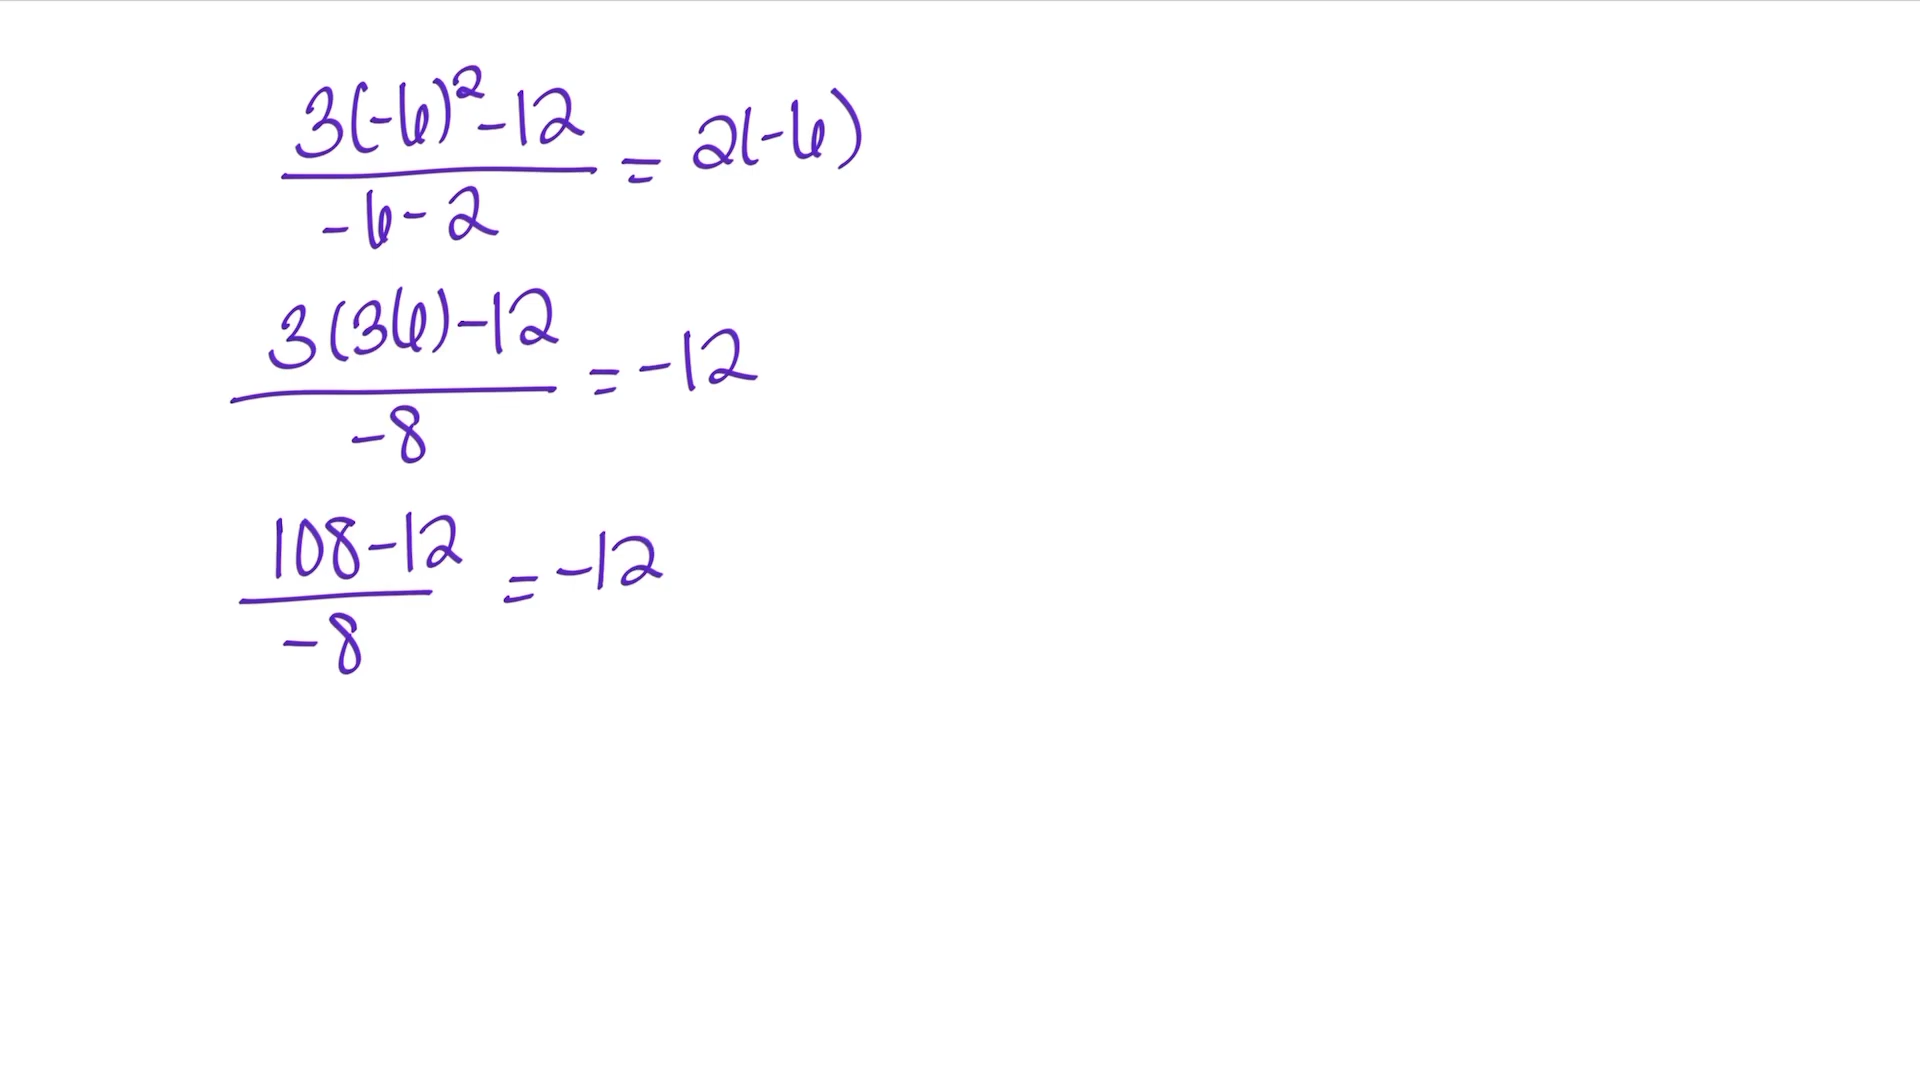 3(-6)²-12 / -6-2 = 2(-6)
3(36)-12 / -8 = -12
108-12 / -8 = -12